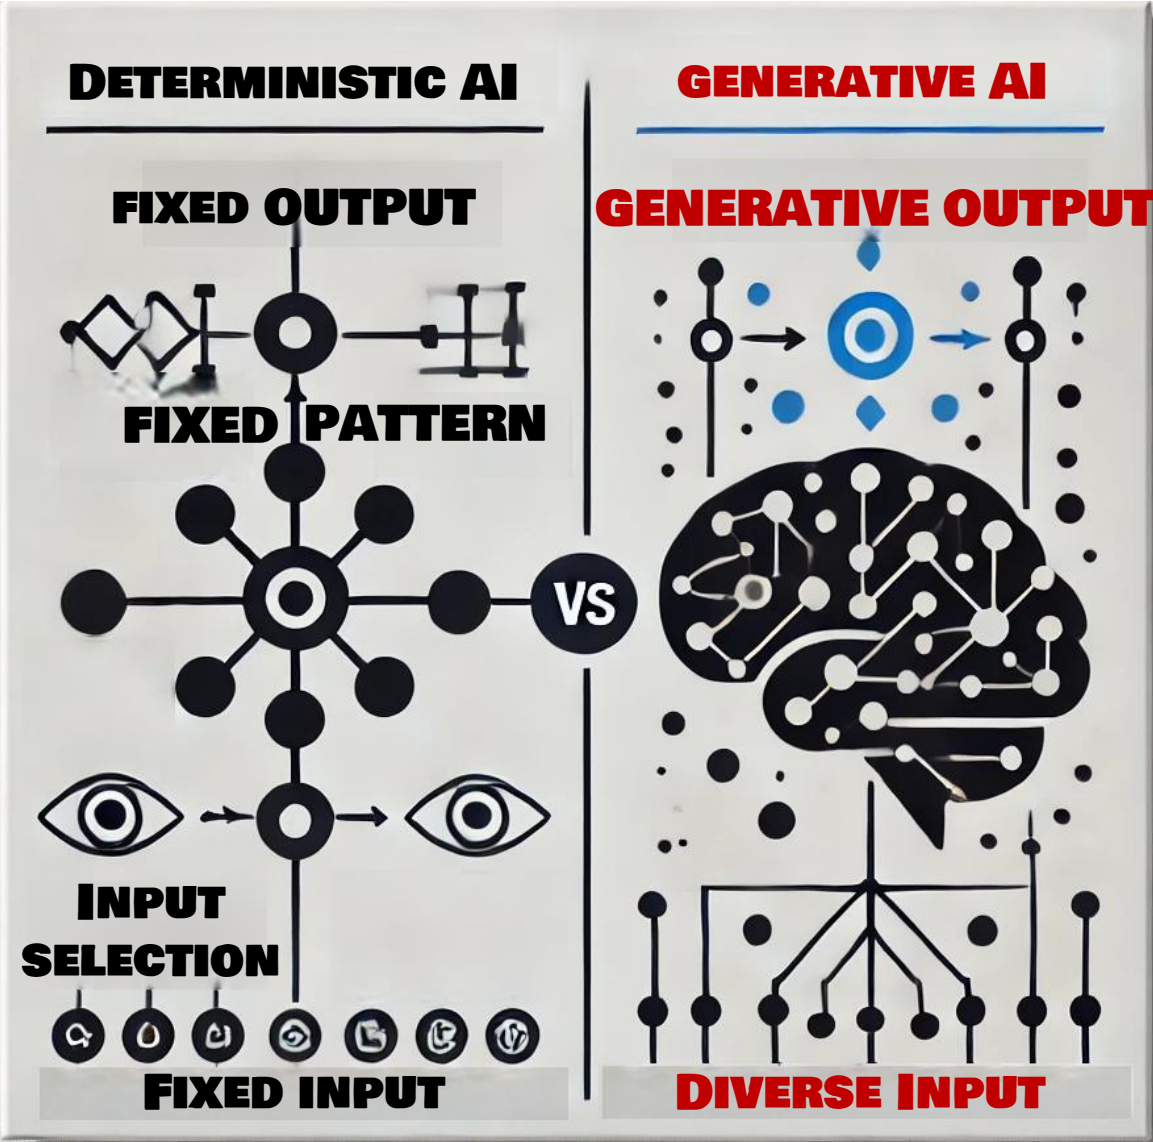 DETERMINISTIC AI
FIXED OUTPUT
FIXED PATTERN
INPUT
SELECTION
FIXED INPUT
VS
GENERATIVE AI
GENERATIVE OUTPUT
DIVERSE INPUT